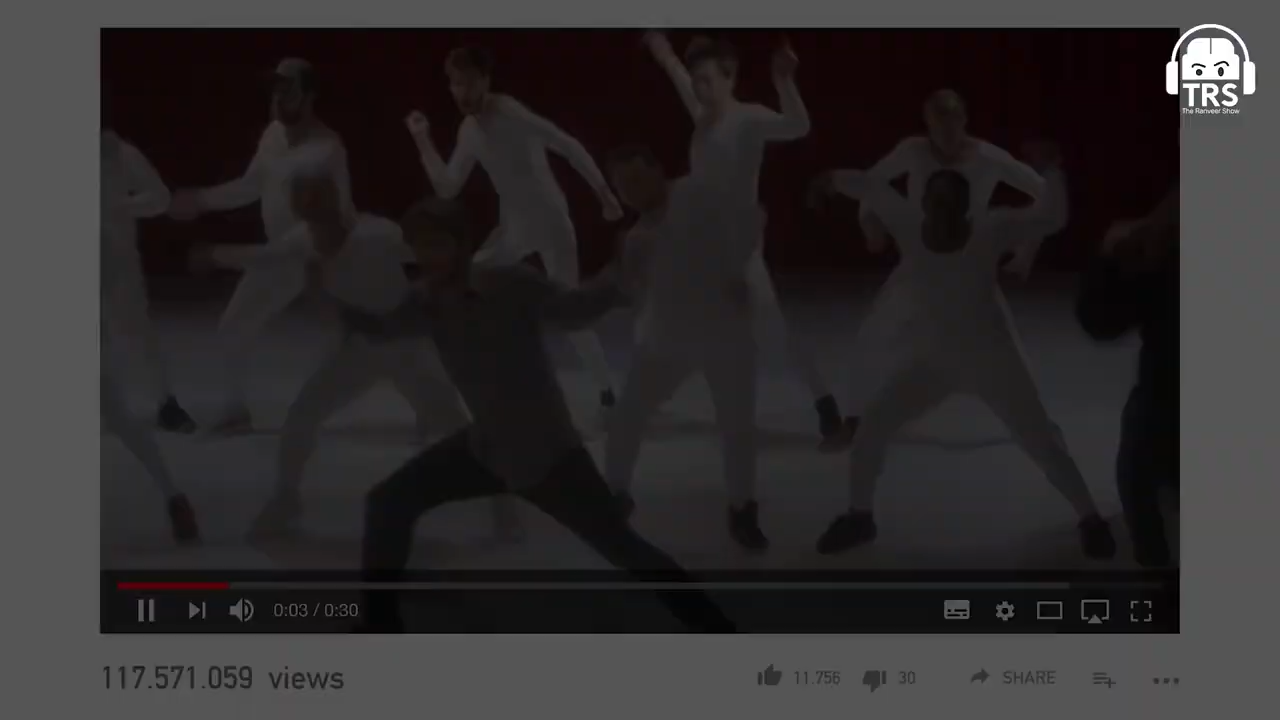 TRS
The Ranveer Show
0:03 / 0:30
117.571.059 views
11.756
30
SHARE